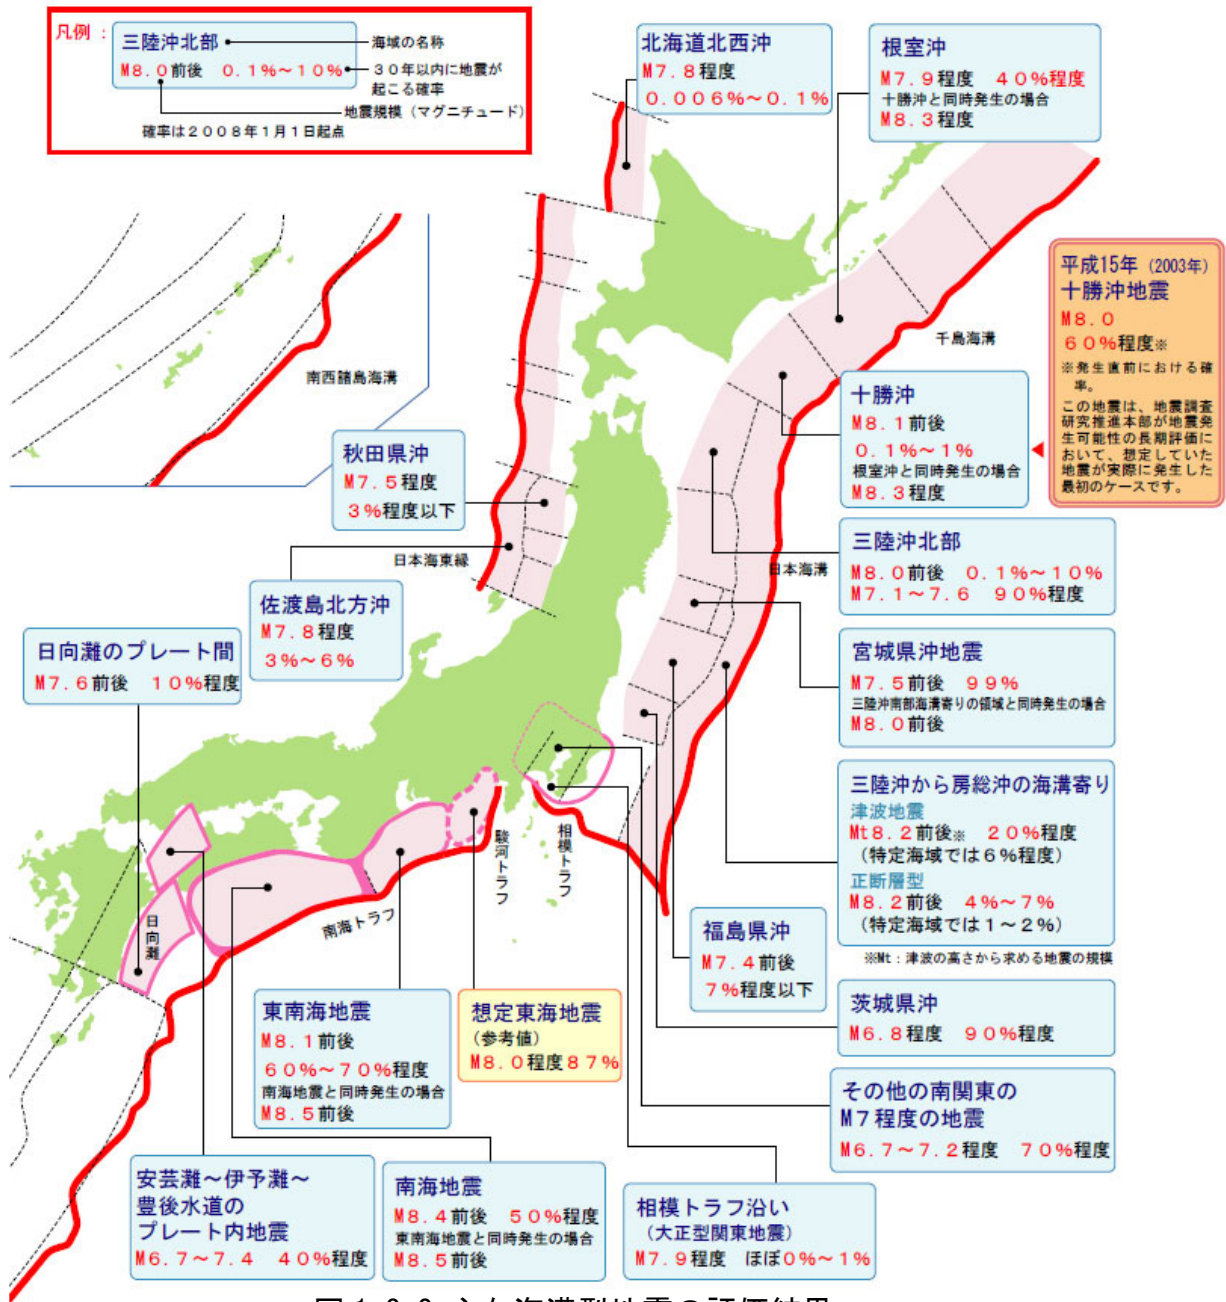 凡例：
三陸沖北部
M8.0前後　0.1%～10%
海域の名称
３０年以内に地震が
起こる確率
地震規模（マグニチュード）
確率は２００８年１月１日起点
北海道北西沖
M7.8程度
0.006%～0.1%
根室沖
M7.9程度　40%程度
十勝沖と同時発生の場合
M8.3程度
平成15年（2003年）
十勝沖地震
M8.0
60%程度※
※発生直前における確
率。
この地震は、地震調査
研究推進本部が地震発
生可能性の長期評価に
おいて、想定していた
地震が実際に発生した
最初のケースです。
千島海溝
南西諸島海溝
十勝沖
M8.1前後
0.1%～1%
根室沖と同時発生の場合
M8.3程度
秋田県沖
M7.5程度
3%程度以下
日本海東縁
日本海溝
三陸沖北部
M8.0前後　0.1%～10%
M7.1～7.6　90%程度
佐渡島北方沖
M7.8程度
3%～6%
日向灘のプレート間
M7.6前後　10%程度
宮城県沖地震
M7.5前後　99%
三陸沖南部海溝寄りの領域と同時発生の場合
M8.0前後
三陸沖から房総沖の海溝寄り
津波地震
Mt8.2前後※　20%程度
（特定海域では６%程度）
正断層型
M8.2前後　4%～7%
（特定海域では１～２%）
※Mt：津波の高さから求める地震の規模
駿河トラフ
相模トラフ
南海トラフ
日向灘
福島県沖
M7.4前後
7%程度以下
茨城県沖
M6.8程度　90%程度
東南海地震
M8.1前後
60%～70%程度
南海地震と同時発生の場合
M8.5前後
想定東海地震
（参考値）
M8.0程度87%
その他の南関東の
M7程度の地震
M6.7～7.2程度　70%程度
安芸灘～伊予灘～
豊後水道の
プレート内地震
M6.7～7.4　40%程度
南海地震
M8.4前後　50%程度
東南海地震と同時発生の場合
M8.5前後
相模トラフ沿い
（大正型関東地震）
M7.9程度　ほぼ0%～1%